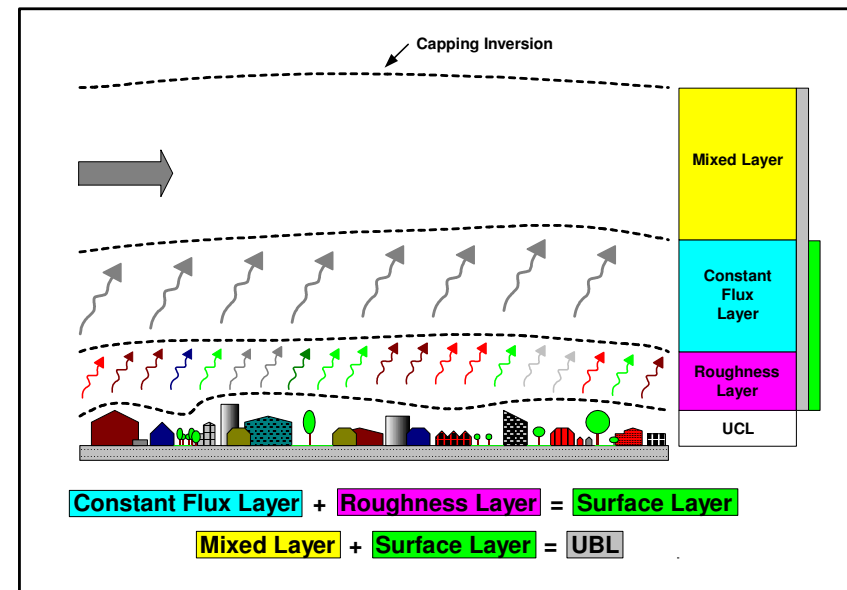 Capping Inversion
Mixed Layer
Constant
Flux
Layer
Roughness
Layer
UCL
Constant Flux Layer + Roughness Layer = Surface Layer
Mixed Layer + Surface Layer = UBL